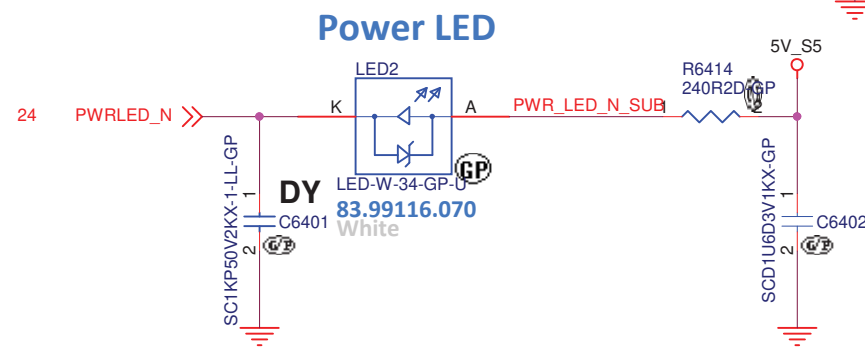 Power LED
5V_S5
LED2
R6414
240R2D-GP
24
PWRLED_N
K
A
PWR_LED_N_SUB
1
2
GP
DY
LED-W-34-GP-U
83.99116.070
White
SC1KP50V2KX-1-LL-GP
1
2
C6401
G/P
SCD1U6D3V1KX-GP
1
2
C6402
G/P